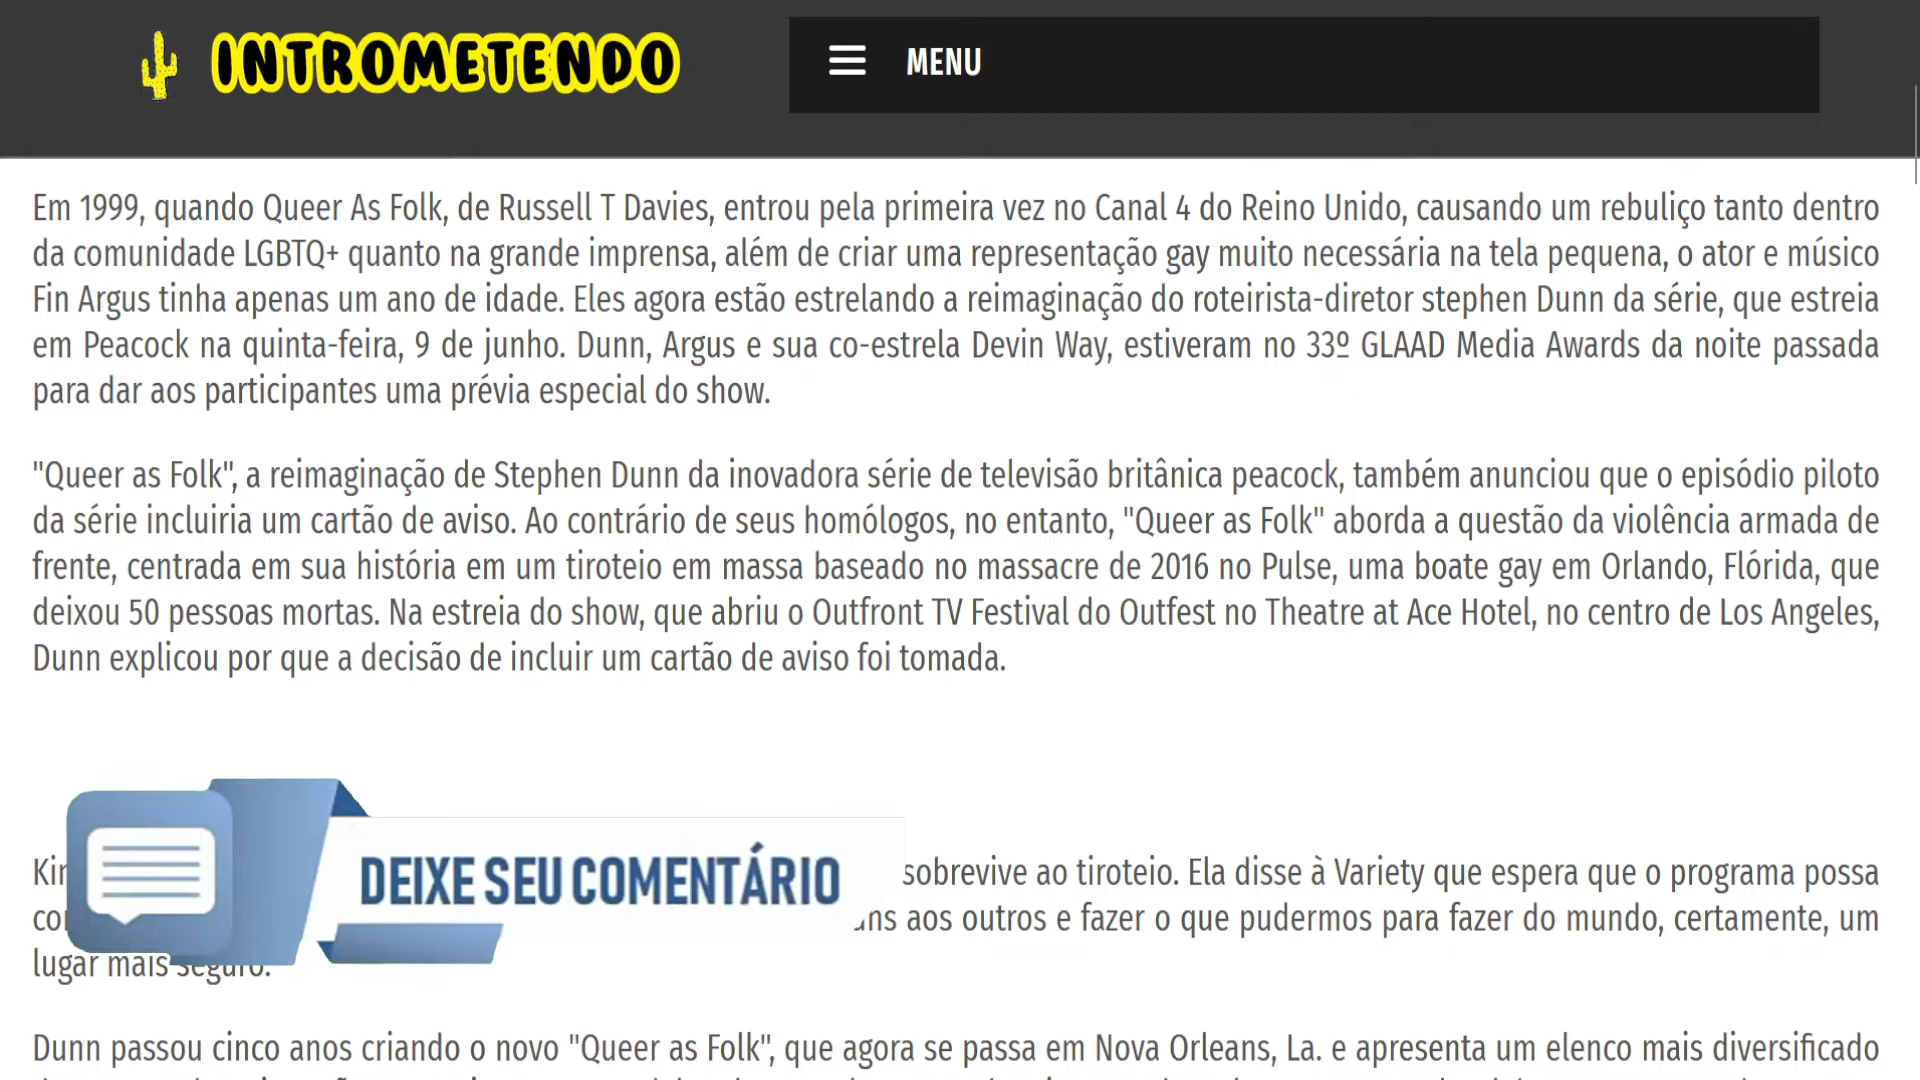 INTROMETENDO
MENU
Em 1999, quando Queer As Folk, de Russell T Davies, entrou pela primeira vez no Canal 4 do Reino Unido, causando um rebuliço tanto dentro
da comunidade LGBTQ+ quanto na grande imprensa, além de criar uma representação gay muito necessária na tela pequena, o ator e músico
Fin Argus tinha apenas um ano de idade. Eles agora estão estrelando a reimaginação do roteirista-diretor stephen Dunn da série, que estreia
em Peacock na quinta-feira, 9 de junho. Dunn, Argus e sua co-estrela Devin Way, estiveram no 33º GLAAD Media Awards da noite passada
para dar aos participantes uma prévia especial do show.
"Queer as Folk", a reimaginação de Stephen Dunn da inovadora série de televisão britânica peacock, também anunciou que o episódio piloto
da série incluiria um cartão de aviso. Ao contrário de seus homólogos, no entanto, "Queer as Folk" aborda a questão da violência armada de
frente, centrada em sua história em um tiroteio em massa baseado no massacre de 2016 no Pulse, uma boate gay em Orlando, Flórida, que
deixou 50 pessoas mortas. Na estreia do show, que abriu o Outfront TV Festival do Outfest no Theatre at Ace Hotel, no centro de Los Angeles,
Dunn explicou por que a decisão de incluir um cartão de aviso foi tomada.
DEIXE SEU COMENTÁRIO
sobrevive ao tiroteio. Ela disse à Variety que espera que o programa possa
aos outros e fazer o que pudermos para fazer do mundo, certamente, um
lugar mais seguro.
Dunn passou cinco anos criando o novo "Queer as Folk", que agora se passa em Nova Orleans, La. e apresenta um elenco mais diversificado